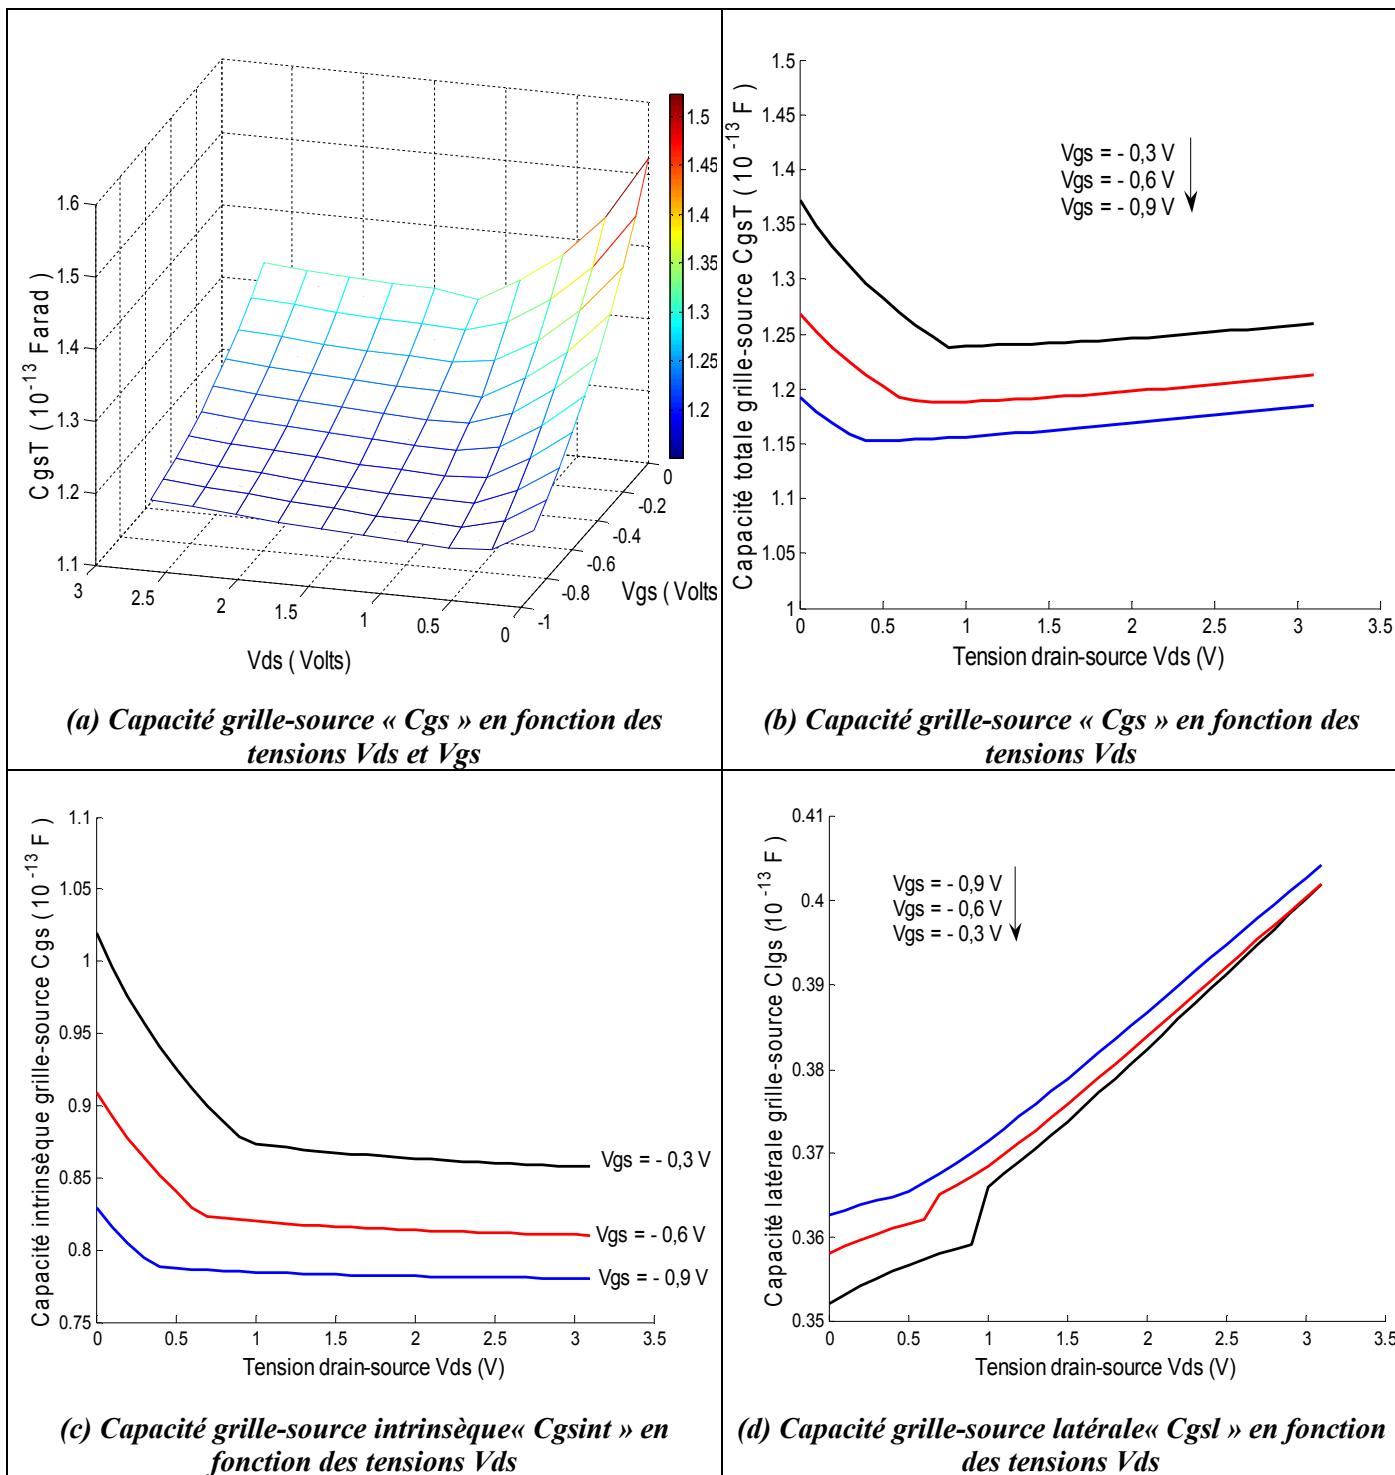 1.6
1.5
1.4
1.3
1.2
1.1
CgsT ( 10 -13 Farad )
3
2.5
2
1.5
1
0.5
0
Vds ( Volts)
-1
-0.8
-0.6
-0.4
-0.2
0
Vgs ( Volts
1.5
1.45
1.4
1.35
1.3
1.25
1.2
(a) Capacité grille-source « Cgs » en fonction des
tensions Vds et Vgs
1.5
1.45
1.4
1.35
1.3
1.25
1.2
1.15
1.1
1.05
1
Capacité totale grille-source CgsT ( 10 -13 F )
Vgs = - 0,3 V
Vgs = - 0,6 V
Vgs = - 0,9 V
0 0.5 1 1.5 2 2.5 3 3.5
Tension drain-source Vds (V)
(b) Capacité grille-source « Cgs » en fonction des
tensions Vds
1.1
1.05
1
0.95
0.9
0.85
0.8
0.75
Capacité intrinsèque grille-source Cgs ( 10 -13 F )
Vgs = - 0,3 V
Vgs = - 0,6 V
Vgs = - 0,9 V
0 0.5 1 1.5 2 2.5 3 3.5
Tension drain-source Vds (V)
(c) Capacité grille-source intrinsèque« Cgsint » en
fonction des tensions Vds
0.41
0.4
0.39
0.38
0.37
0.36
0.35
Capacité latérale grille-source Clgs (10 -13 F )
Vgs = - 0,9 V
Vgs = - 0,6 V
Vgs = - 0,3 V
0 0.5 1 1.5 2 2.5 3 3.5
Tension drain-source Vds (V)
(d) Capacité grille-source latérale« Cgsl » en fonction
des tensions Vds